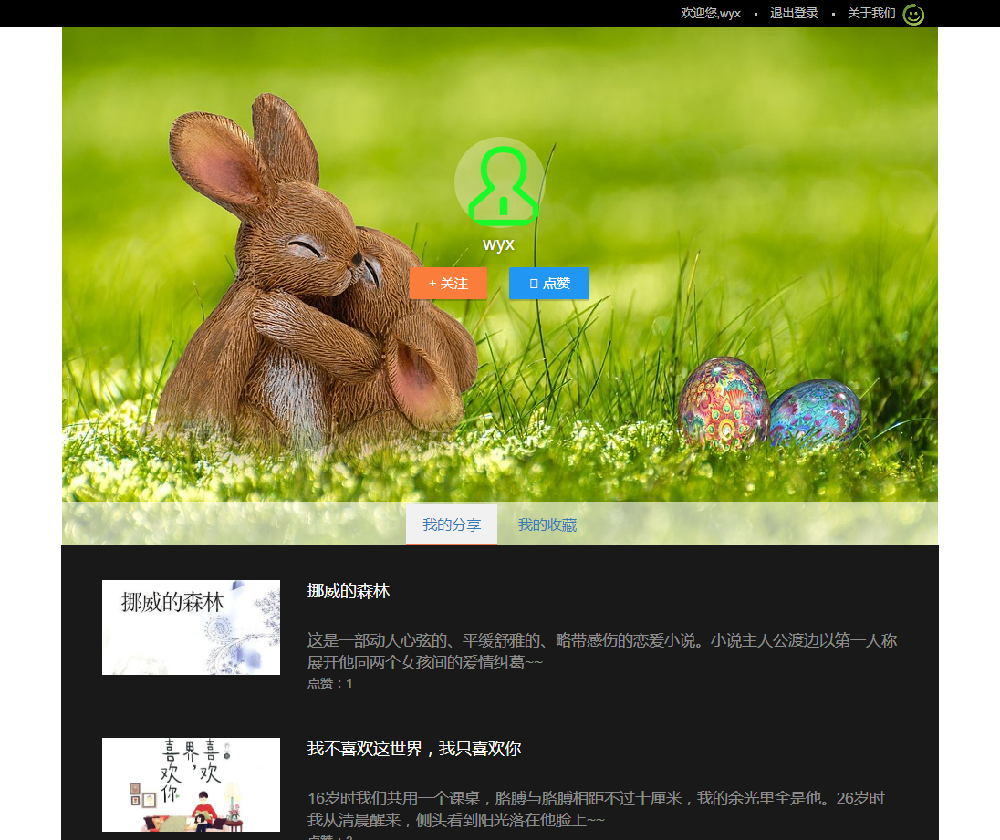 欢迎您,wyx ▪ 退出登录 ▪ 关于我们
wyx
+ 关注 点赞
我的分享 我的收藏
挪威的森林
挪威的森林
这是一部动人心弦的、平缓舒雅的、略带感伤的恋爱小说。小说主人公渡边以第一人称
展开他同两个女孩间的爱情纠葛~~
点赞：1
喜欢你
界，
喜欢
我不喜欢这世界，我只喜欢你
16岁时我们共用一个课桌，胳膊与胳膊相距不过十厘米，我的余光里全是他。26岁时
我从清晨醒来，侧头看到阳光落在他脸上~~